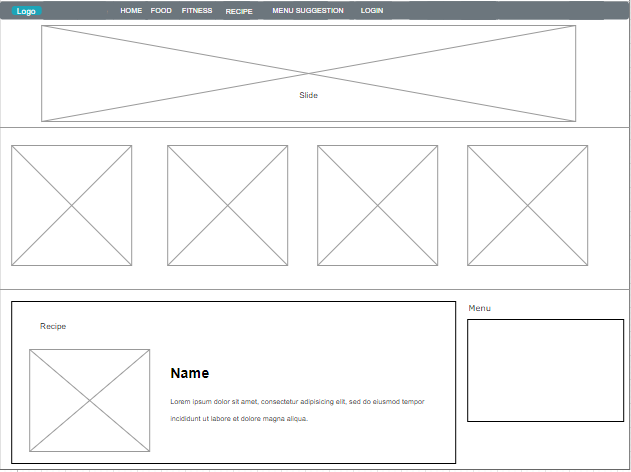 Logo HOME FOOD FITNESS RECIPE MENU SUGGESTION LOGIN
Slide
Menu
Recipe
Name
Lorem ipsum dolor sit amet, consectetur adipisicing elit, sed do eiusmod tempor
incididunt ut labore et dolore magna aliqua.